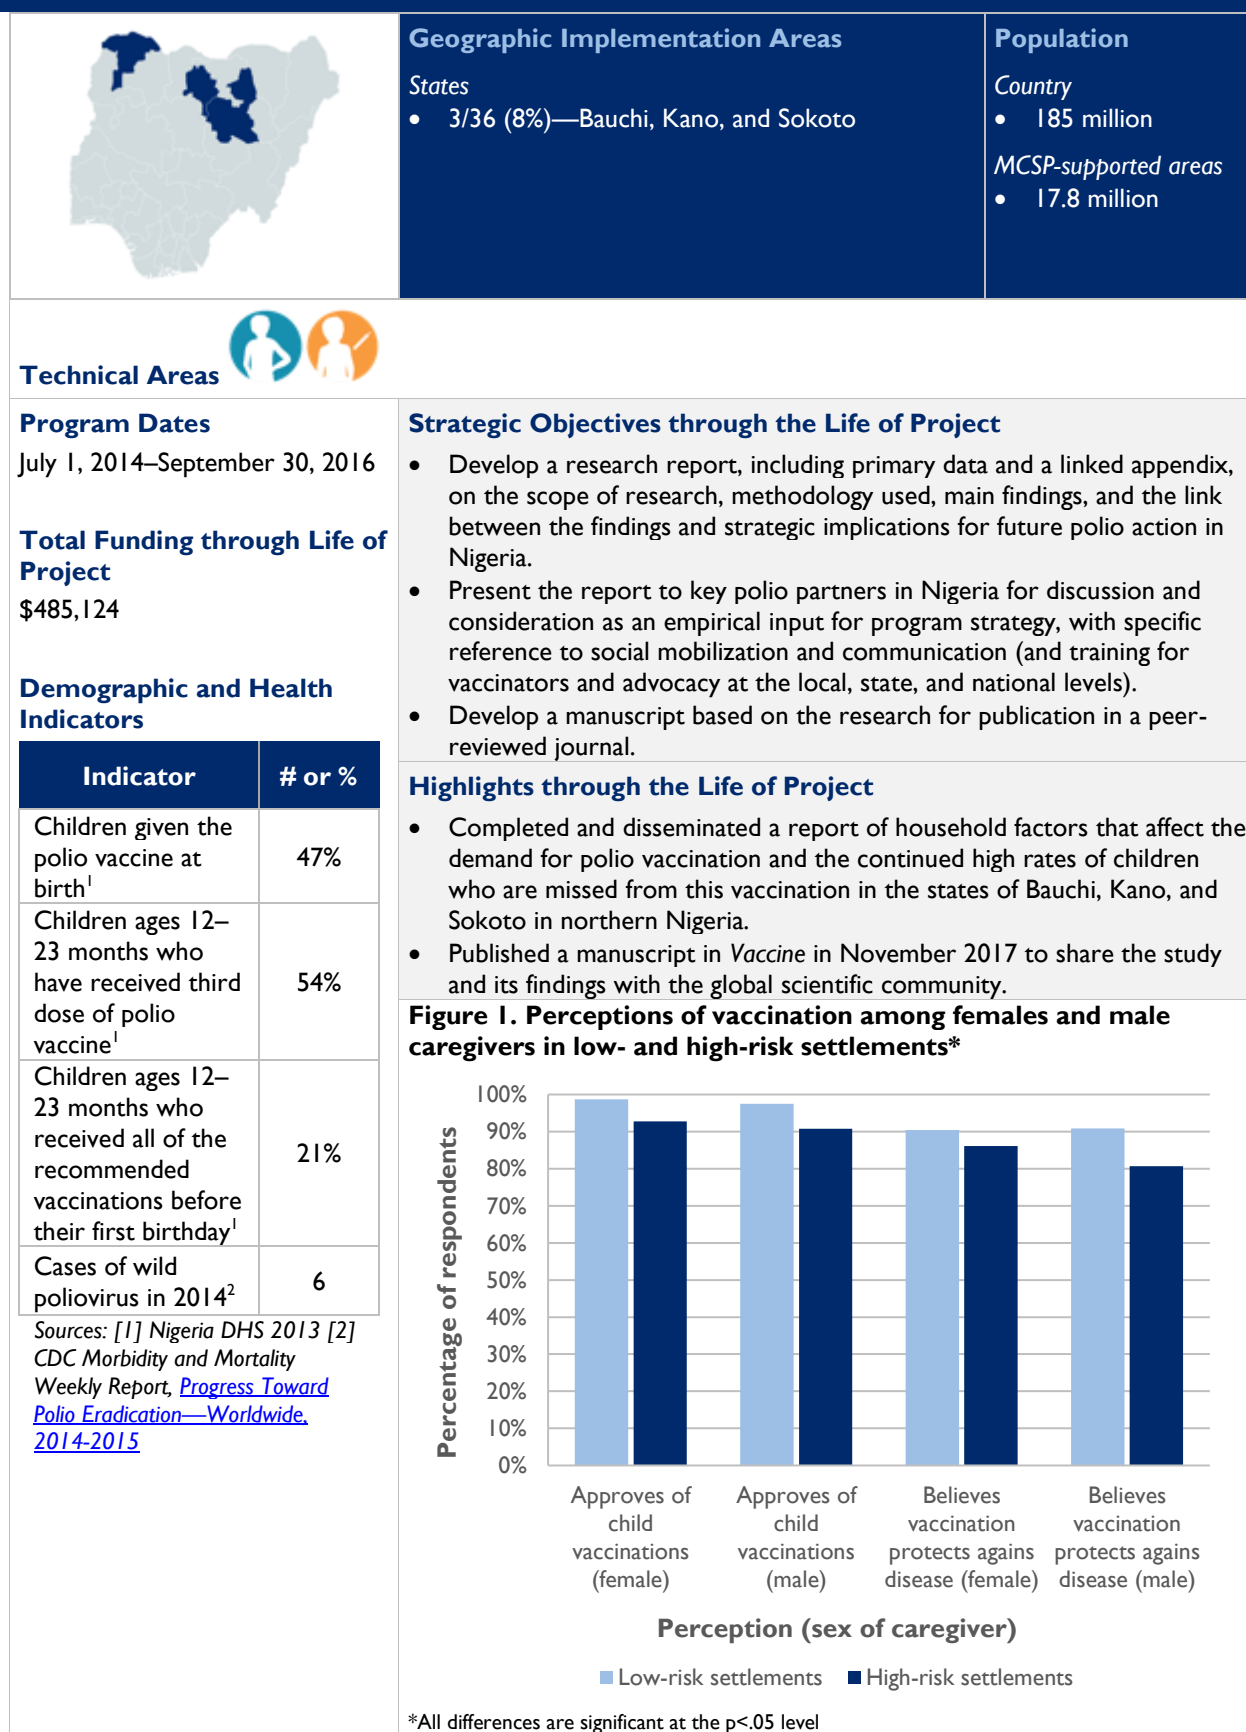 Geographic Implementation Areas
States
• 3/36 (8%)—Bauchi, Kano, and Sokoto
Population
Country
• 185 million
MCSP-supported areas
• 17.8 million
Technical Areas
Program Dates
July 1, 2014–September 30, 2016
Total Funding through Life of
Project
$485,124
Demographic and Health
Indicators
Indicator # or %
Children given the
polio vaccine at
birth1
47%
Children ages 12–
23 months who
have received third
dose of polio
vaccine1
54%
Children ages 12–
23 months who
received all of the
recommended
vaccinations before
their first birthday1
21%
Cases of wild
poliovirus in 20142
6
Sources: [1] Nigeria DHS 2013 [2]
CDC Morbidity and Mortality
Weekly Report, Progress Toward
Polio Eradication—Worldwide,
2014-2015
Strategic Objectives through the Life of Project
• Develop a research report, including primary data and a linked appendix,
on the scope of research, methodology used, main findings, and the link
between the findings and strategic implications for future polio action in
Nigeria.
• Present the report to key polio partners in Nigeria for discussion and
consideration as an empirical input for program strategy, with specific
reference to social mobilization and communication (and training for
vaccinators and advocacy at the local, state, and national levels).
• Develop a manuscript based on the research for publication in a peer-
reviewed journal.
Highlights through the Life of Project
• Completed and disseminated a report of household factors that affect the
demand for polio vaccination and the continued high rates of children
who are missed from this vaccination in the states of Bauchi, Kano, and
Sokoto in northern Nigeria.
• Published a manuscript in Vaccine in November 2017 to share the study
and its findings with the global scientific community.
Figure 1. Perceptions of vaccination among females and male
caregivers in low- and high-risk settlements*
Percentage of respondents
100%
90%
80%
70%
60%
50%
40%
30%
20%
10%
0%
Approves of
child
vaccinations
(female)
Approves of
child
vaccinations
(male)
Believes
vaccination
protects agains
disease (female)
Believes
vaccination
protects agains
disease (male)
Perception (sex of caregiver)
Low-risk settlements High-risk settlements
*All differences are significant at the p<.05 level